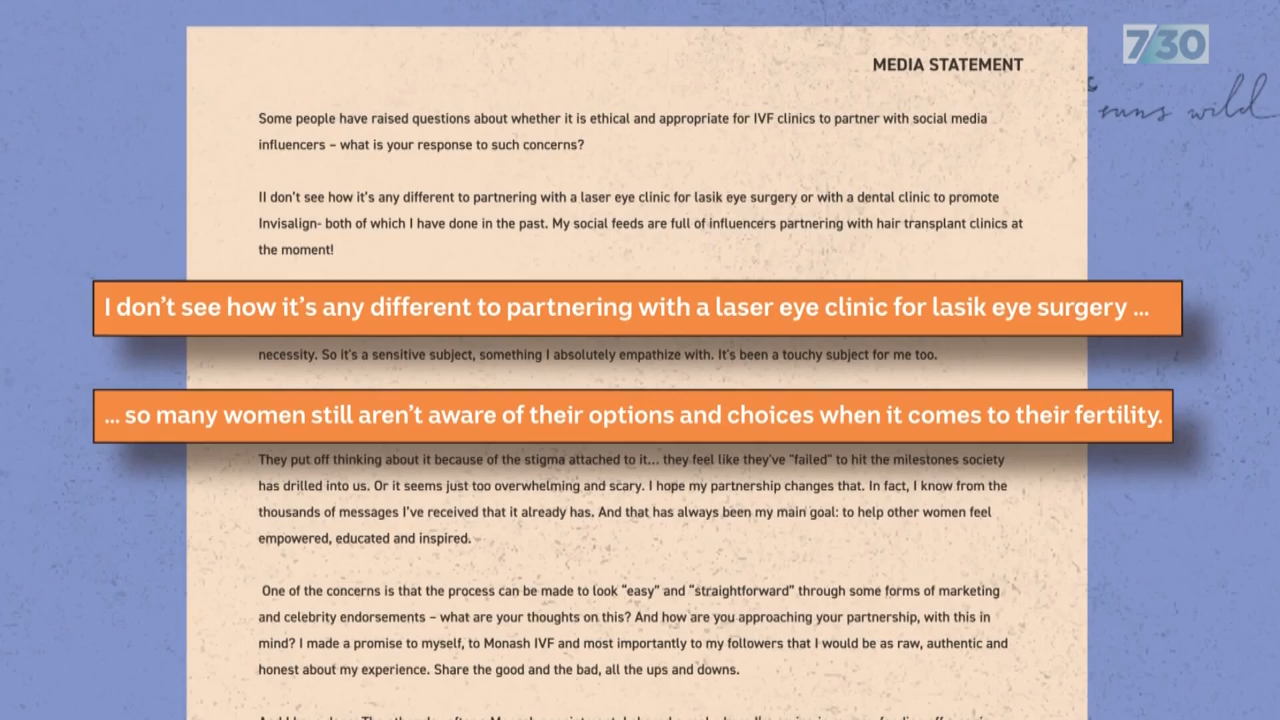 7/30
MEDIA STATEMENT
runs wild
Some people have raised questions about whether it is ethical and appropriate for IVF clinics to partner with social media
influencers – what is your response to such concerns?
II don't see how it's any different to partnering with a laser eye clinic for lasik eye surgery or with a dental clinic to promote
Invisalign- both of which I have done in the past. My social feeds are full of influencers partnering with hair transplant clinics at
the moment!
I don't see how it's any different to partnering with a laser eye clinic for lasik eye surgery ...
necessity. So it's a sensitive subject, something I absolutely empathize with. It's been a touchy subject for me too.
... so many women still aren't aware of their options and choices when it comes to their fertility.
They put off thinking about it because of the stigma attached to it... they feel like they've "failed" to hit the milestones society
has drilled into us. Or it seems just too overwhelming and scary. I hope my partnership changes that. In fact, I know from the
thousands of messages I've received that it already has. And that has always been my main goal: to help other women feel
empowered, educated and inspired.
One of the concerns is that the process can be made to look "easy" and "straightforward" through some forms of marketing
and celebrity endorsements – what are your thoughts on this? And how are you approaching your partnership, with this in
mind? I made a promise to myself, to Monash IVF and most importantly to my followers that I would be as raw, authentic and
honest about my experience. Share the good and the bad, all the ups and downs.